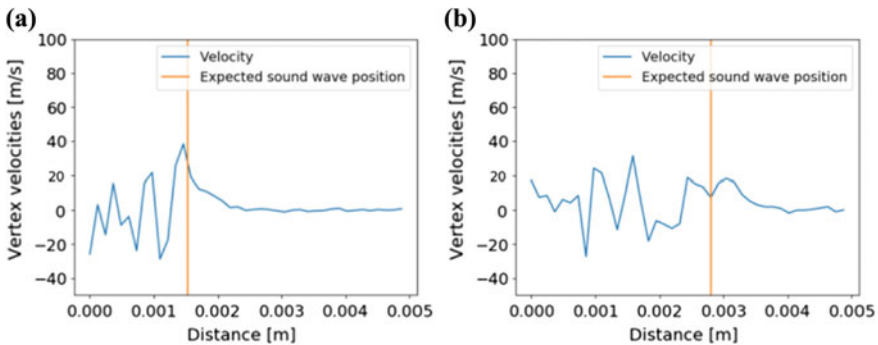 (a)
Vertex velocities [m/s]
100
80
60
40
20
0
−20
−40
Velocity
Expected sound wave position
0.000 0.001 0.002 0.003 0.004 0.005
Distance [m]
(b)
Vertex velocities [m/s]
100
80
60
40
20
0
−20
−40
Velocity
Expected sound wave position
0.000 0.001 0.002 0.003 0.004 0.005
Distance [m]